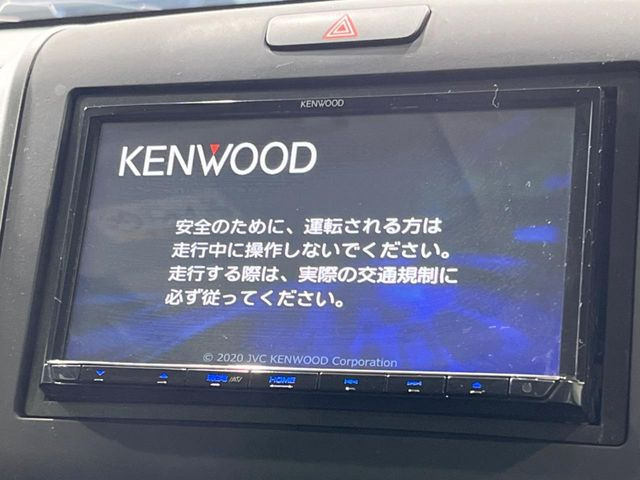 KENWOOD
KENWOOD
安全のために、運転される方は
走行中に操作しないでください。
走行する際は、実際の交通規制に
必ず従ってください。
© 2020 JVC KENWOOD Corporation
HOME